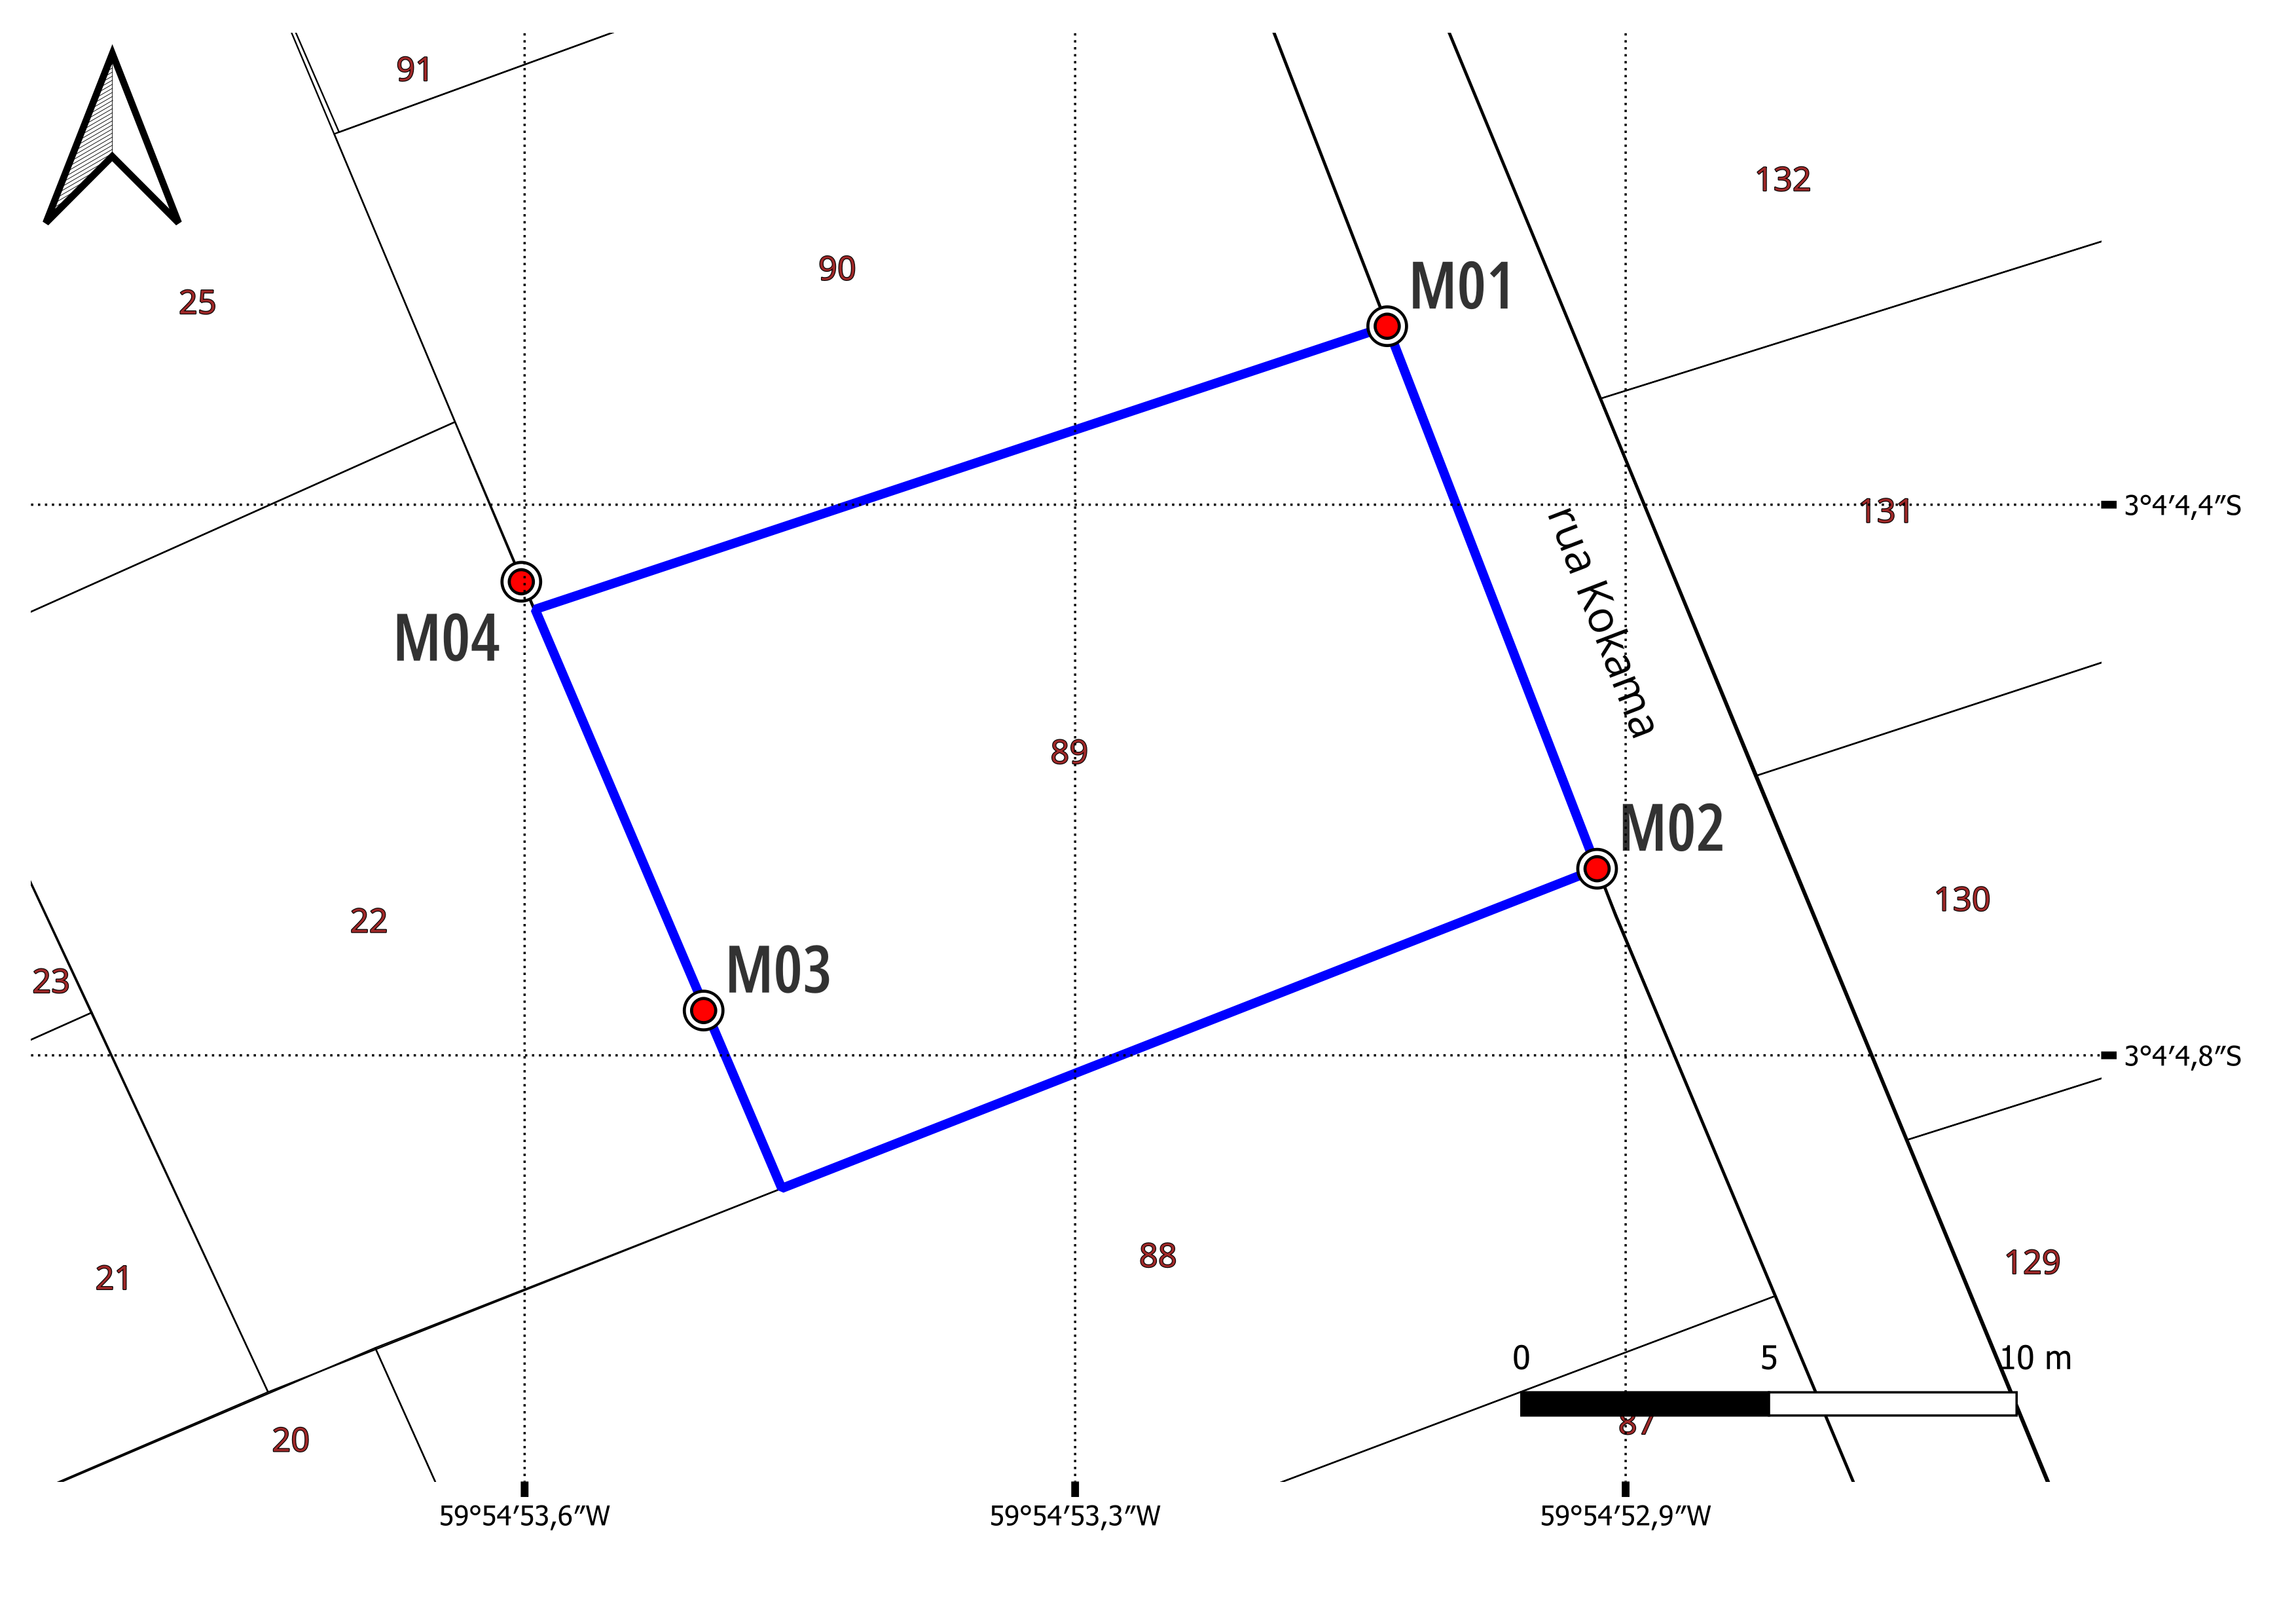 91
132
90
M01
25
3°4′4,4″S
131
rua Kokama
M04
89
M02
130
22
M03
23
3°4′4,8″S
88
129
21
0 5 10 m
87
20
59°54′53,6″W 59°54′53,3″W 59°54′52,9″W